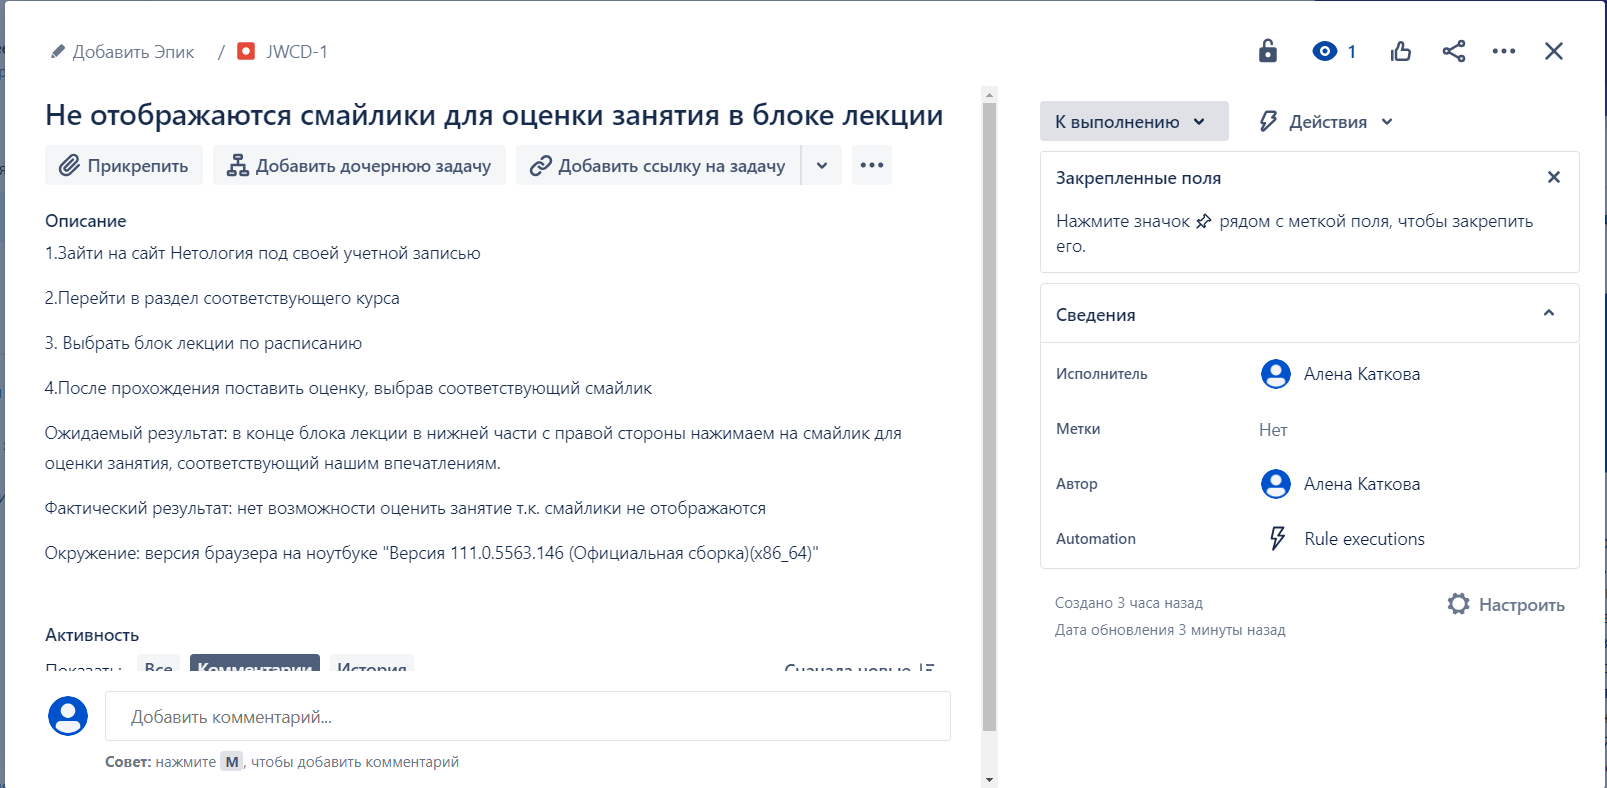 Добавить Эпик / JWCD-1
1
Не отображаются смайлики для оценки занятия в блоке лекции
Прикрепить
Добавить дочернюю задачу
Добавить ссылку на задачу
Описание
1.Зайти на сайт Нетология под своей учетной записью
2.Перейти в раздел соответствующего курса
3. Выбрать блок лекции по расписанию
4.После прохождения поставить оценку, выбрав соответствующий смайлик
Ожидаемый результат: в конце блока лекции в нижней части с правой стороны нажимаем на смайлик для
оценки занятия, соответствующий нашим впечатлениям.
Фактический результат: нет возможности оценить занятие т.к. смайлики не отображаются
Окружение: версия браузера на ноутбуке "Версия 111.0.5563.146 (Официальная сборка)(x86_64)"
Активность
Показать: Все Комментарии История Сначала новые
Добавить комментарий...
Совет: нажмите M, чтобы добавить комментарий
К выполнению
Действия
Закрепленные поля
Нажмите значок рядом с меткой поля, чтобы закрепить
его.
Сведения
Исполнитель Алена Каткова
Метки Нет
Автор Алена Каткова
Automation Rule executions
Создано 3 часа назад
Дата обновления 3 минуты назад
Настроить